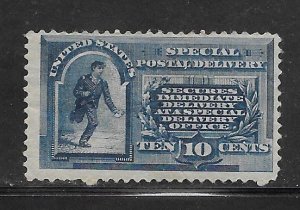 UNITED STATES
SPECIAL
POSTAL DELIVERY
SECURES
IMMEDIATE
DELIVERY
AT A SPECIAL
DELIVERY
OFFICE
TEN 10 CENTS